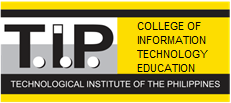 T.I.P.
COLLEGE OF
INFORMATION
TECHNOLOGY
EDUCATION
TECHNOLOGICAL INSTITUTE OF THE PHILIPPINES